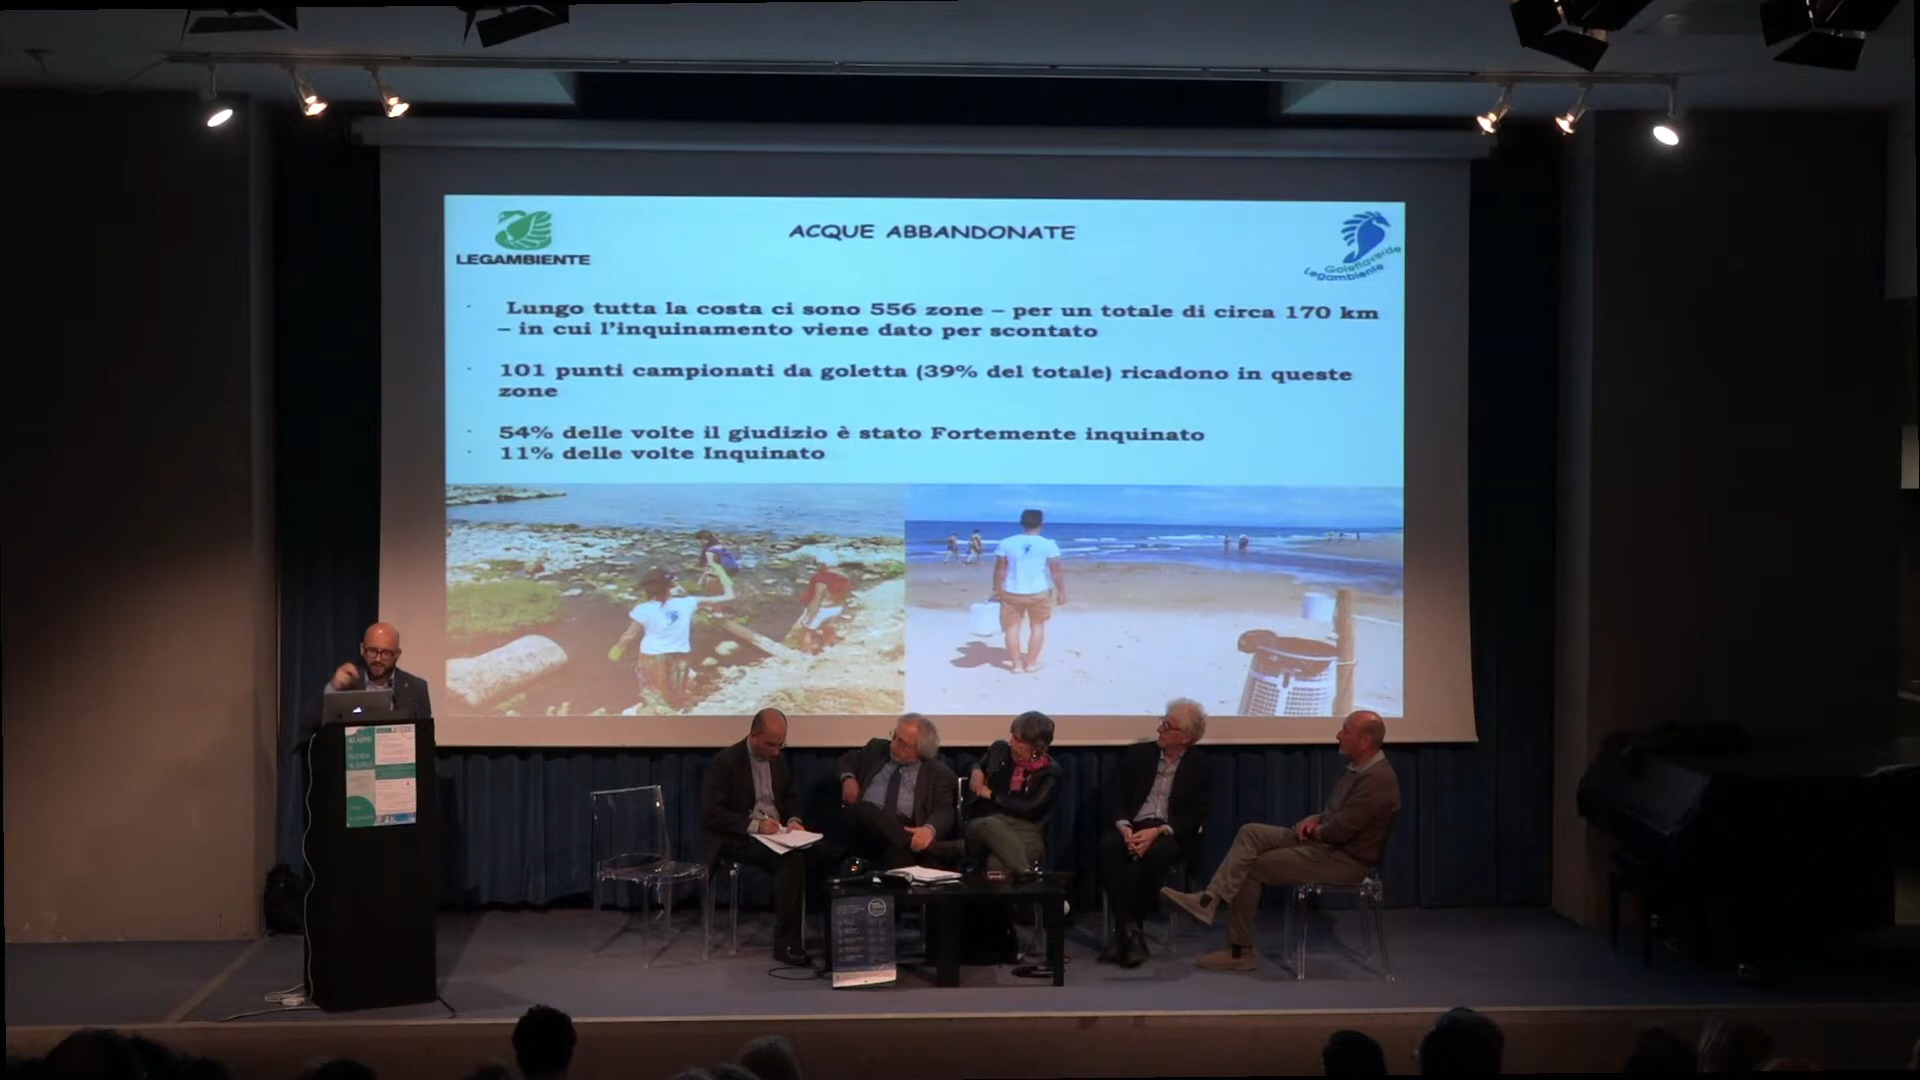 LEGAMBIENTE
ACQUE ABBANDONATE
Golettaverde
Legambiente
· Lungo tutta la costa ci sono 556 zone – per un totale di circa 170 km
– in cui l'inquinamento viene dato per scontato
· 101 punti campionati da goletta (39% del totale) ricadono in queste
zone
· 54% delle volte il giudizio è stato Fortemente inquinato
· 11% delle volte Inquinato